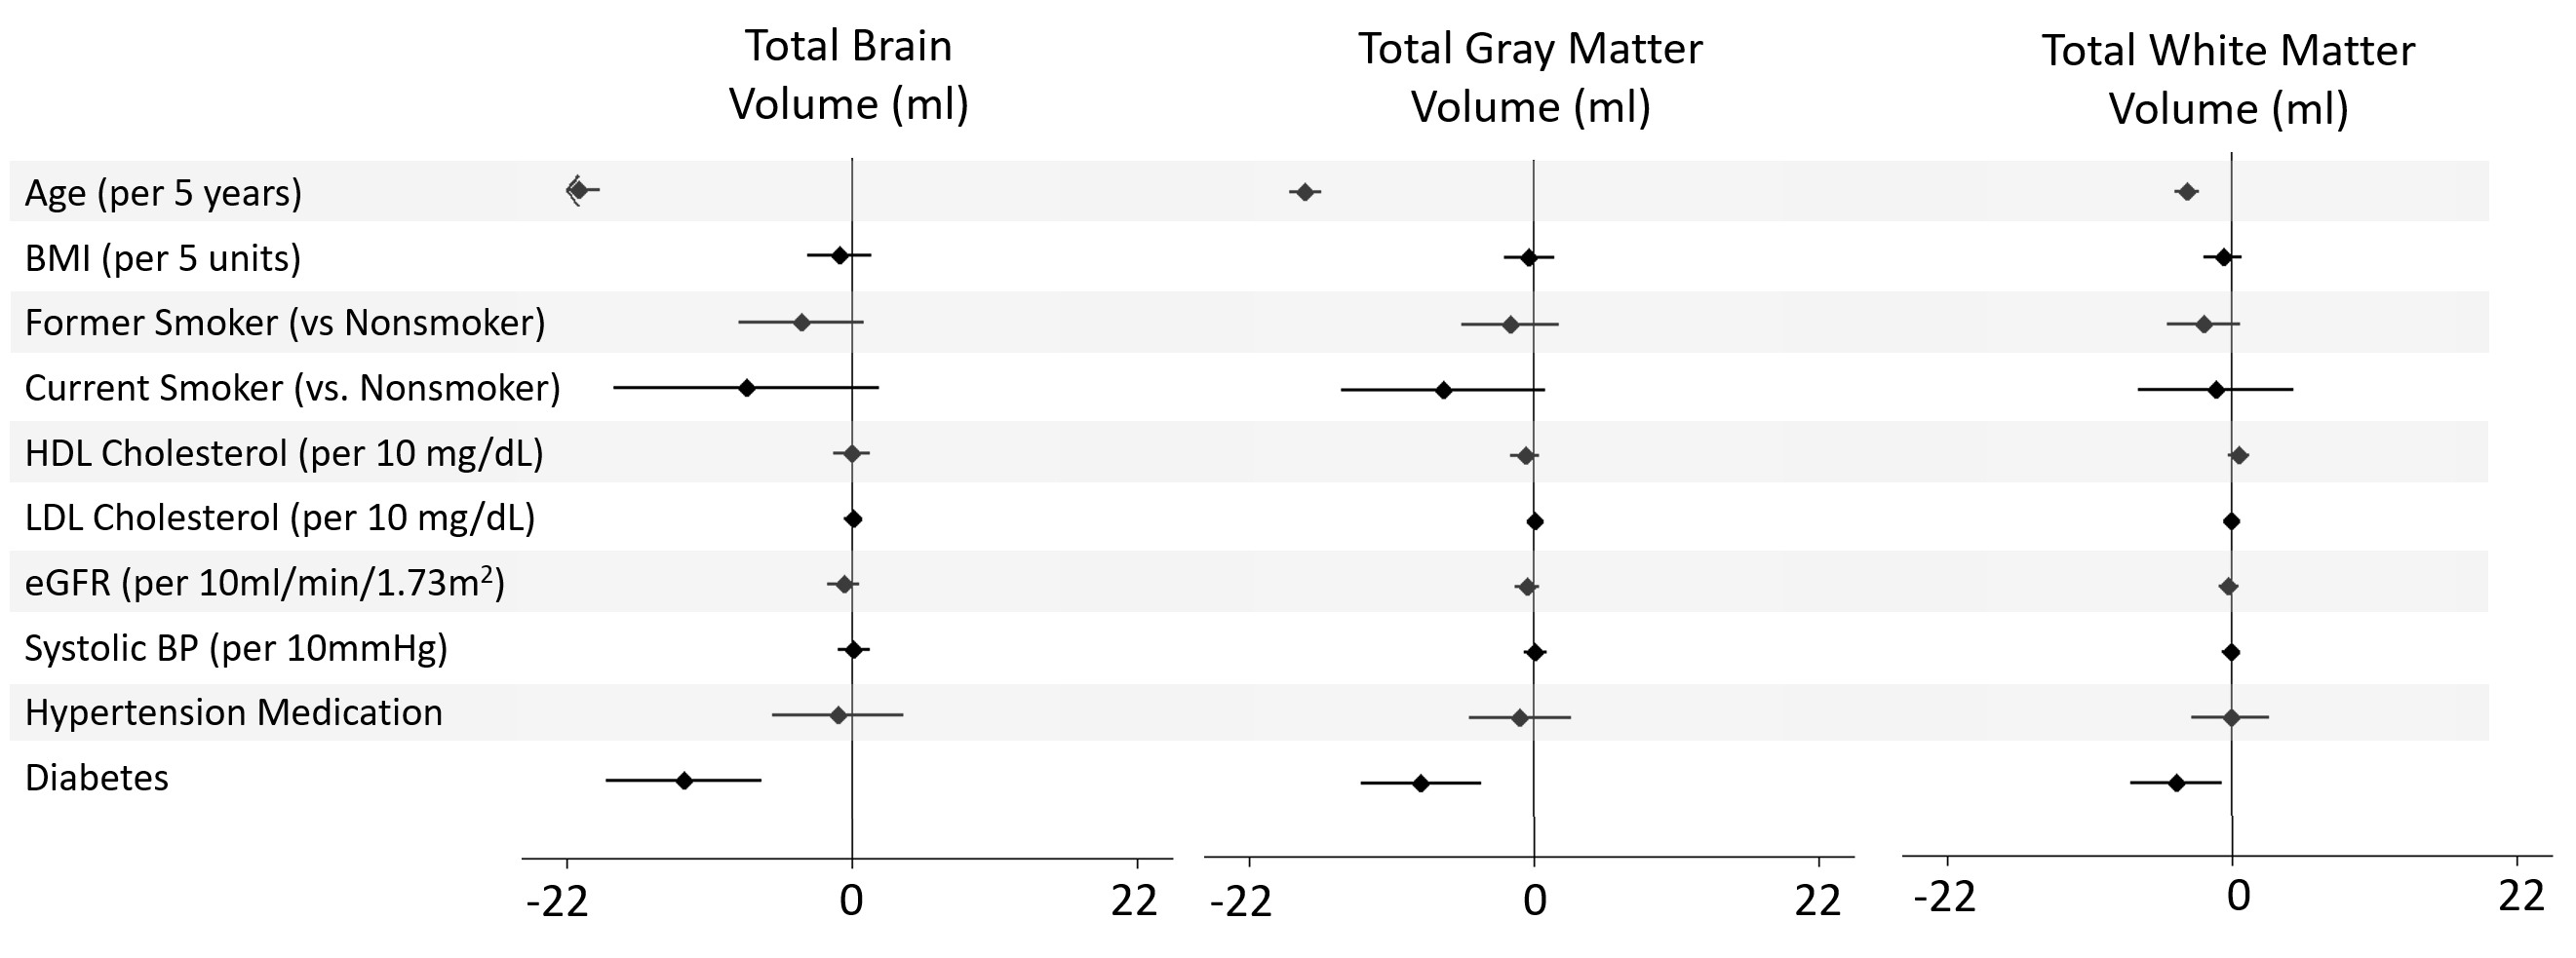 Total Brain
Volume (ml)
Total Gray Matter
Volume (ml)
Total White Matter
Volume (ml)
Age (per 5 years)
BMI (per 5 units)
Former Smoker (vs Nonsmoker)
Current Smoker (vs. Nonsmoker)
HDL Cholesterol (per 10 mg/dL)
LDL Cholesterol (per 10 mg/dL)
eGFR (per 10ml/min/1.73m²)
Systolic BP (per 10mmHg)
Hypertension Medication
Diabetes
-22 0 22
-22 0 22
-22 0 22